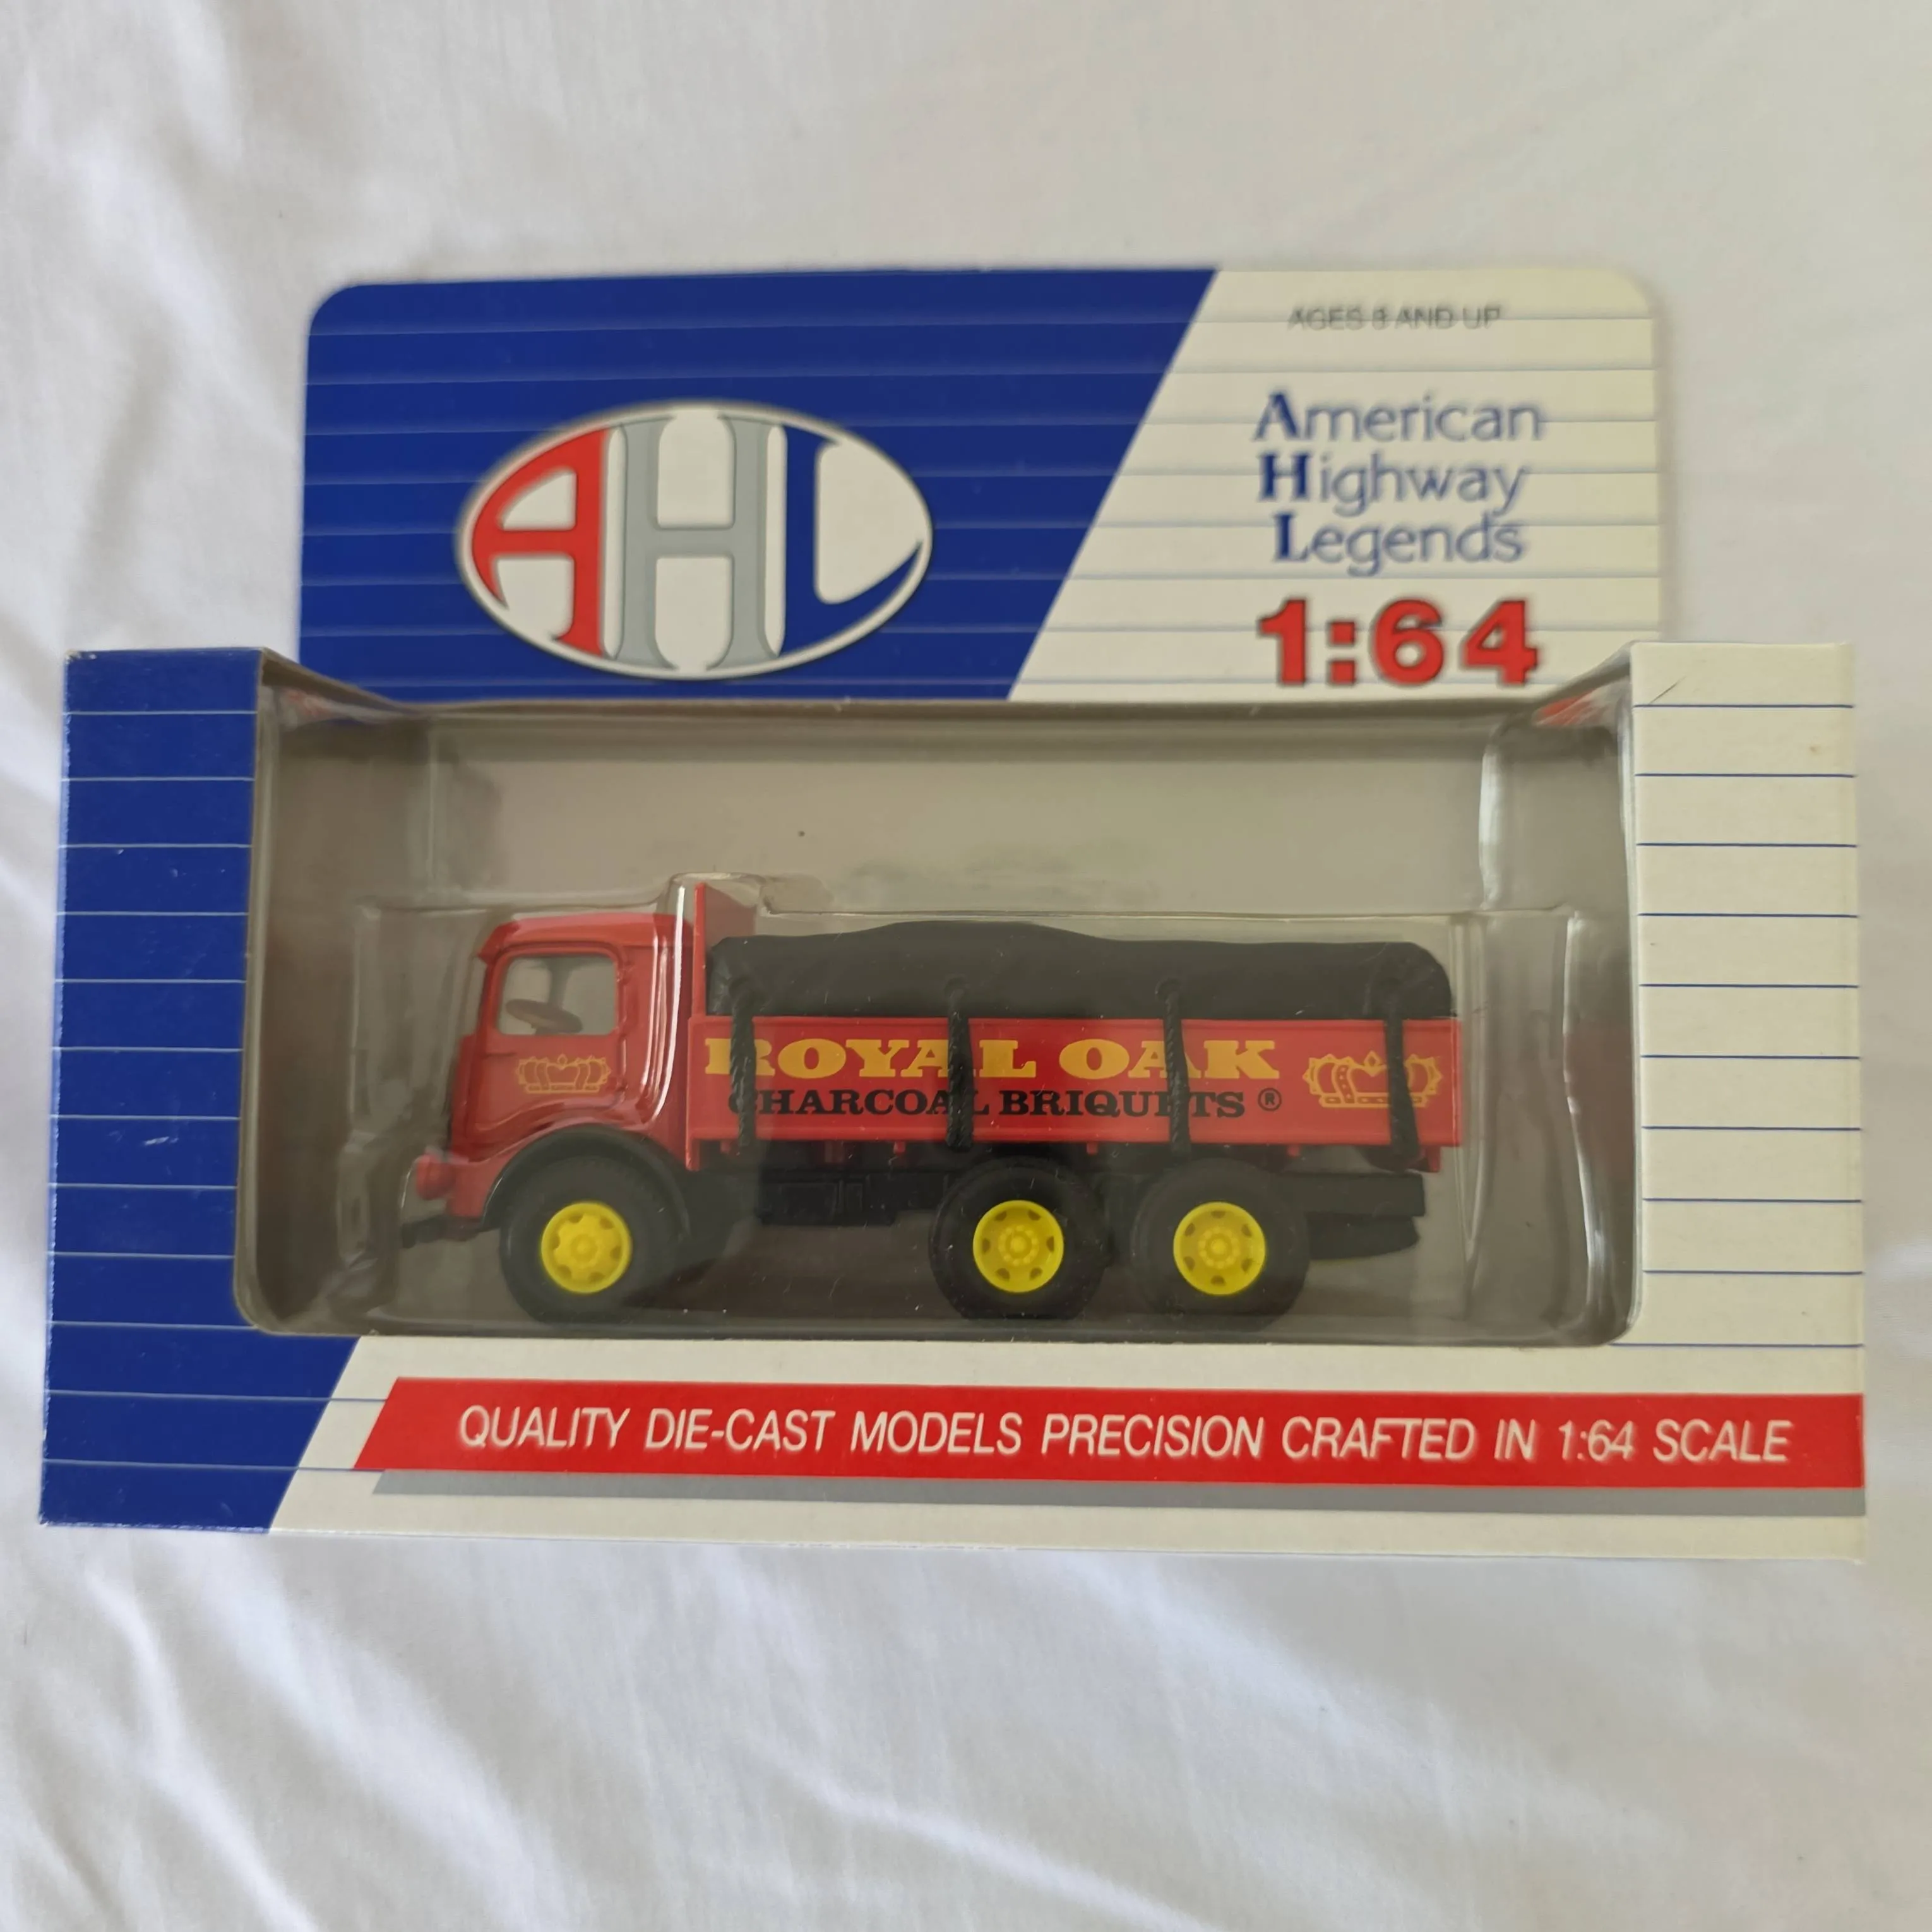 AGES 8 AND UP
AHL
American
Highway
Legends
1:64
ROYAL OAK
CHARCOAL BRIQUETS ®
QUALITY DIE-CAST MODELS PRECISION CRAFTED IN 1:64 SCALE